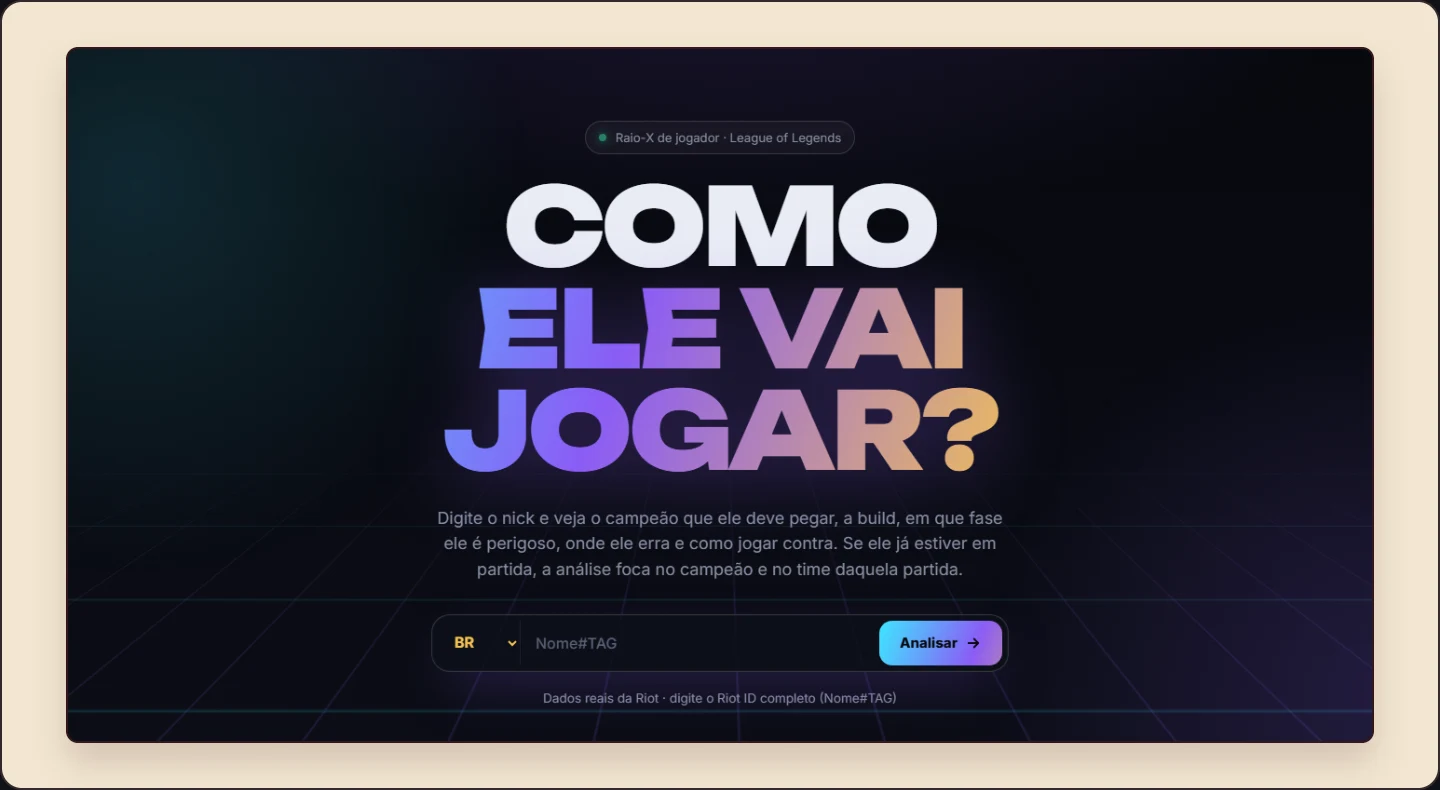 Raio-X de jogador · League of Legends
COMO
ELE VAI
JOGAR?
Digite o nick e veja o campeão que ele deve pegar, a build, em que fase
ele é perigoso, onde ele erra e como jogar contra. Se ele já estiver em
partida, a análise foca no campeão e no time daquela partida.
BR Nome#TAG Analisar →
Dados reais da Riot · digite o Riot ID completo (Nome#TAG)